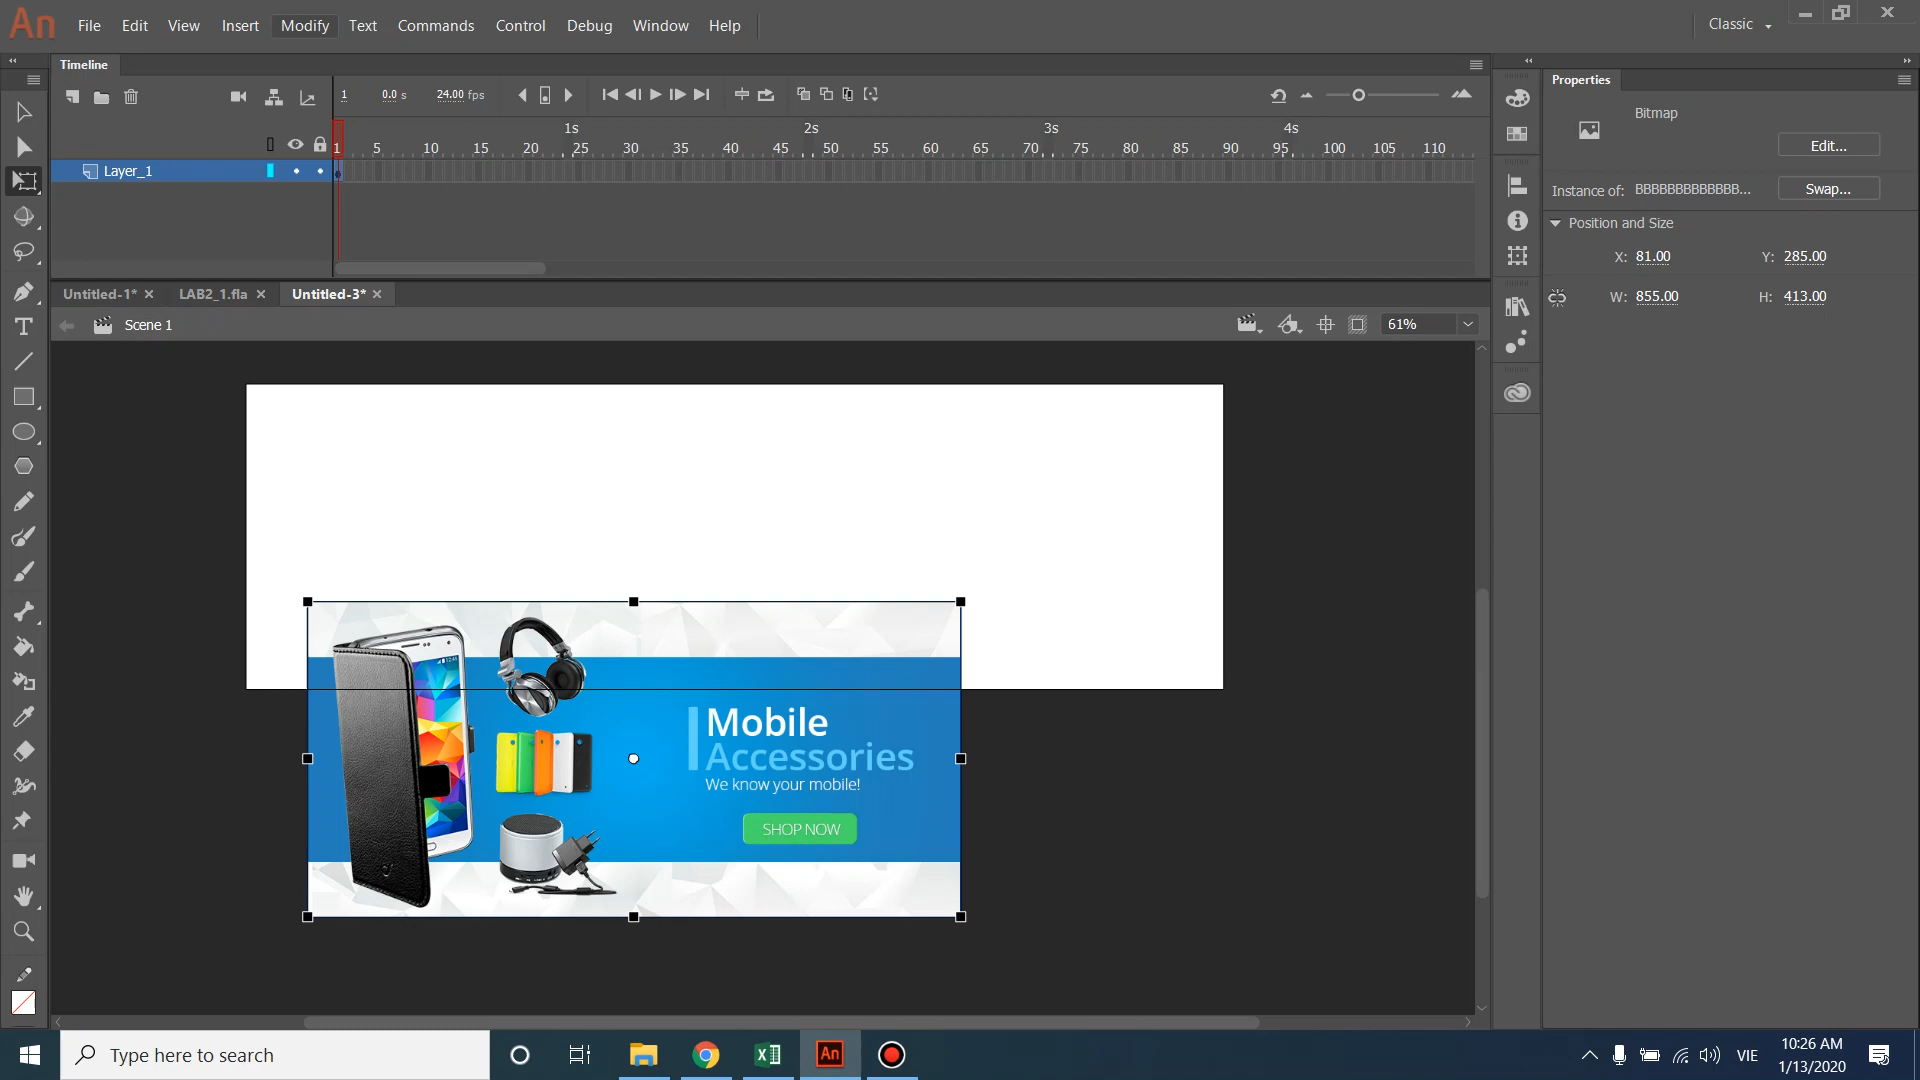 An File Edit View Insert Modify Text Commands Control Debug Window Help Classic
Timeline
Properties
1 0.0 s 24.00 fps
Bitmap
Edit...
1s 2s 3s 4s
1 5 10 15 20 25 30 35 40 45 50 55 60 65 70 75 80 85 90 95 100 105 110
Layer_1
Instance of: BBBBBBBBBBBBB... Swap...
Position and Size
X: 81.00 Y: 285.00
W: 855.00 H: 413.00
Untitled-1* LAB2_1.fla Untitled-3*
Scene 1
61%
Mobile
Accessories
We know your mobile!
SHOP NOW
Type here to search
An
VIE
10:26 AM
1/13/2020